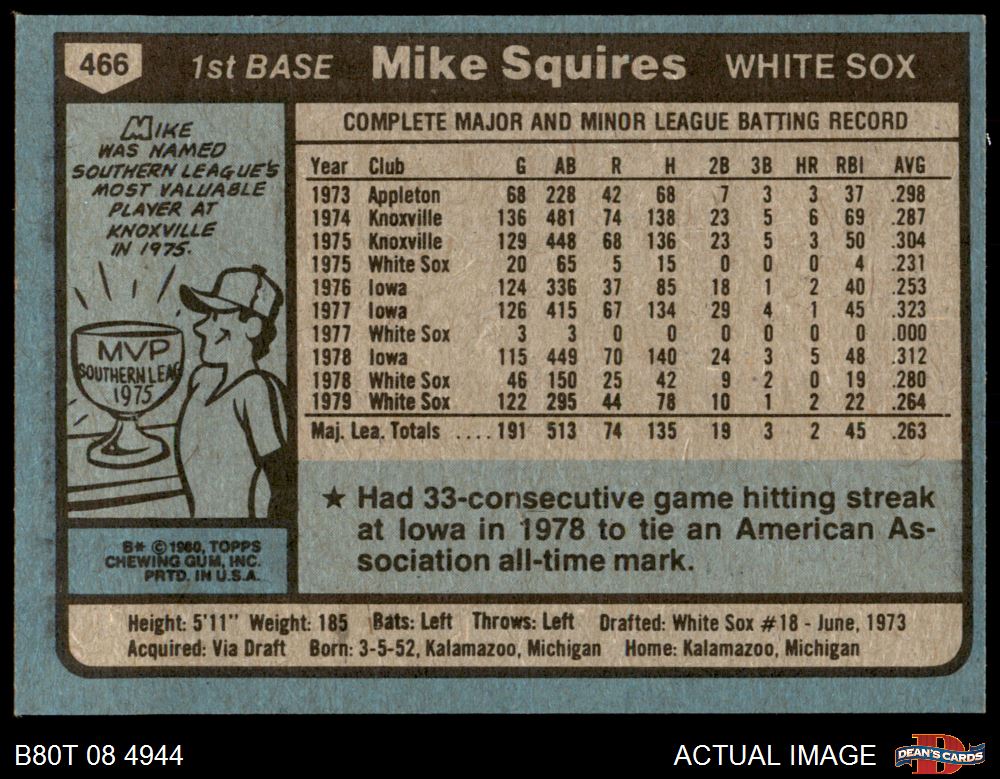 466 1st BASE Mike Squires WHITE SOX
MIKE
WAS NAMED
SOUTHERN LEAGUE'S
MOST VALUABLE
PLAYER AT
KNOXVILLE
IN 1975.
MVP
SOUTHERN LEAG
1975
B* © 1980, TOPPS
CHEWING GUM, INC.
PRTD. IN U.S.A.
COMPLETE MAJOR AND MINOR LEAGUE BATTING RECORD
Year Club G AB R H 2B 3B HR RBI AVG
1973 Appleton 68 228 42 68 7 3 3 37 .298
1974 Knoxville 136 481 74 138 23 5 6 69 .287
1975 Knoxville 129 448 68 136 23 5 3 50 .304
1975 White Sox 20 65 5 15 0 0 0 4 .231
1976 Iowa 124 336 37 85 18 1 2 40 .253
1977 Iowa 126 415 67 134 29 4 1 45 .323
1977 White Sox 3 3 0 0 0 0 0 0 .000
1978 Iowa 115 449 70 140 24 3 5 48 .312
1978 White Sox 46 150 25 42 9 2 0 19 .280
1979 White Sox 122 295 44 78 10 1 2 22 .264
Maj. Lea. Totals .... 191 513 74 135 19 3 2 45 .263
★ Had 33-consecutive game hitting streak
at Iowa in 1978 to tie an American As-
sociation all-time mark.
Height: 5'11" Weight: 185 Bats: Left Throws: Left Drafted: White Sox #18 - June, 1973
Acquired: Via Draft Born: 3-5-52, Kalamazoo, Michigan Home: Kalamazoo, Michigan
B80T 08 4944 ACTUAL IMAGE DEAN'S CARDS